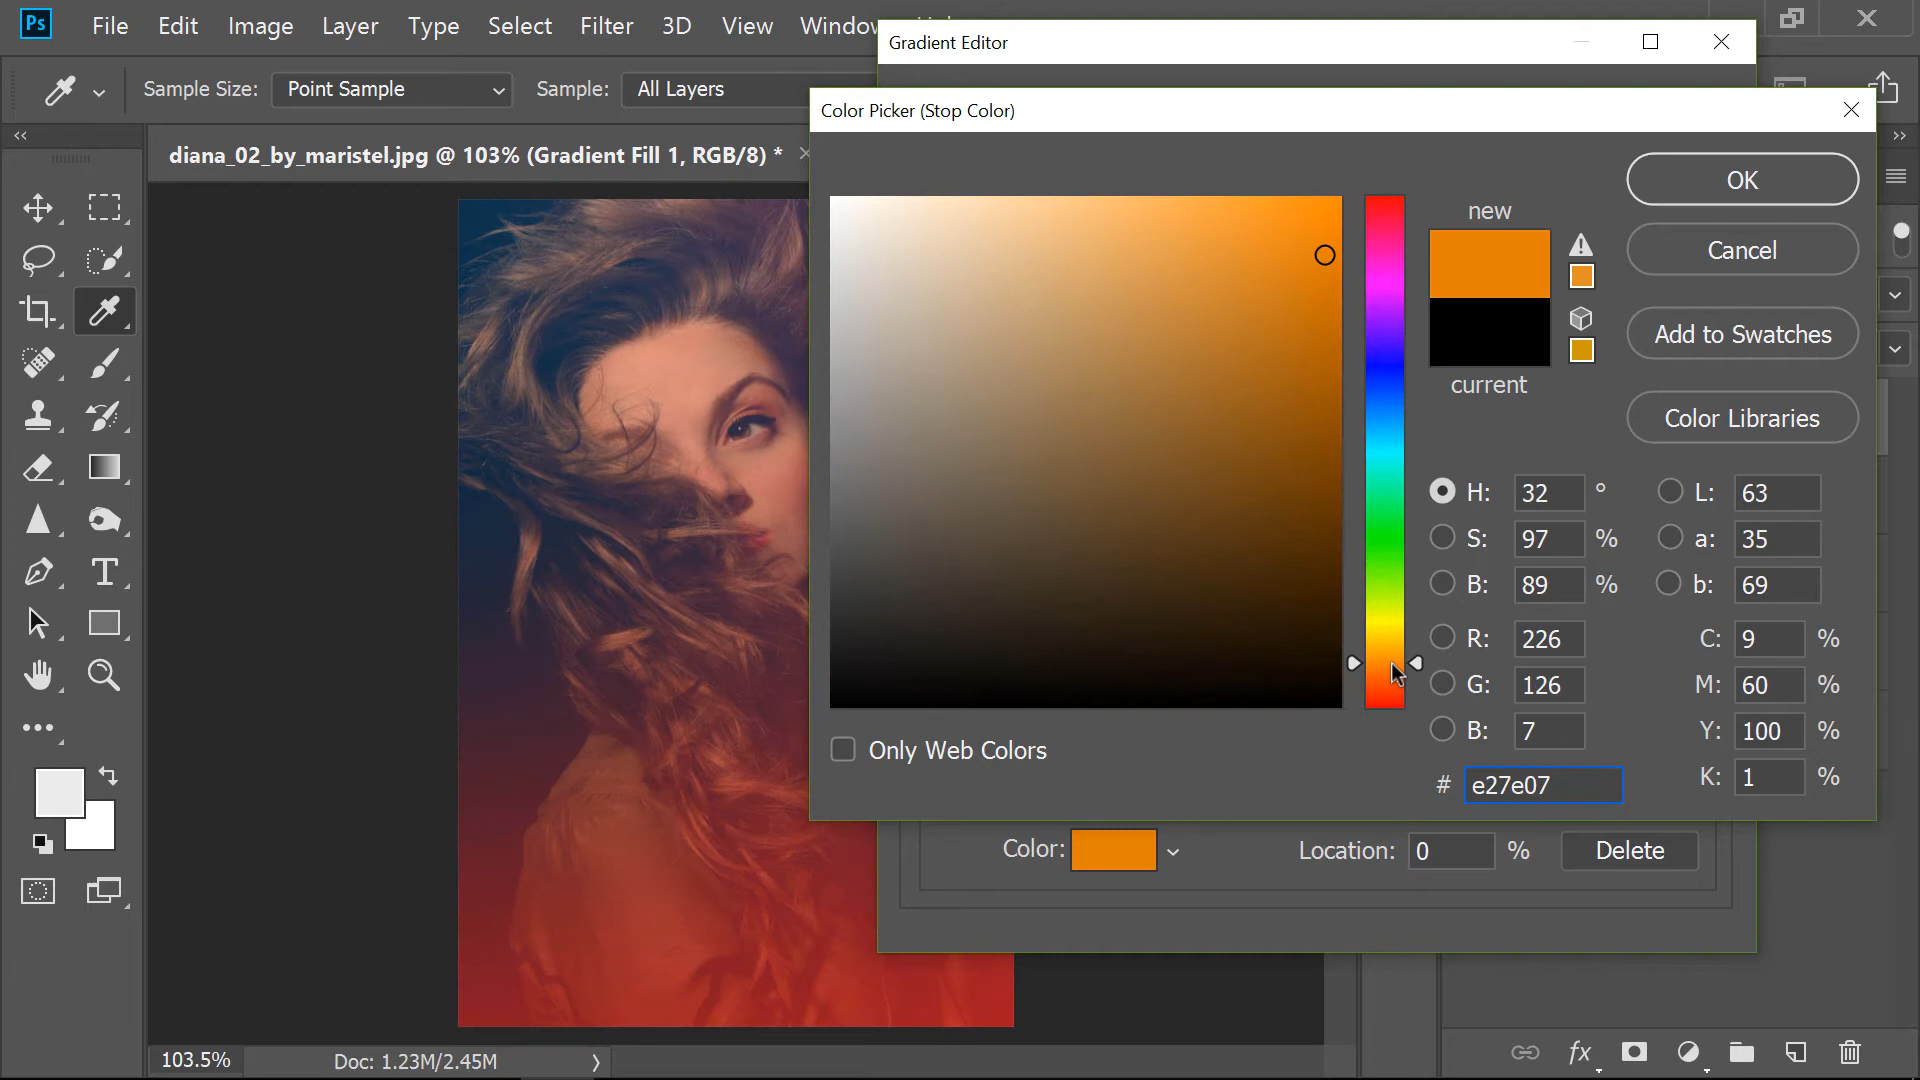 Ps File Edit Image Layer Type Select Filter 3D View Window
Gradient Editor
Sample Size: Point Sample Sample: All Layers
Color Picker (Stop Color)
diana_02_by_maristel.jpg @ 103% (Gradient Fill 1, RGB/8) *
OK
new
Cancel
Add to Swatches
current
Color Libraries
H: 32 ° L: 63
S: 97 % a: 35
B: 89 % b: 69
R: 226 C: 9 %
G: 126 M: 60 %
B: 7 Y: 100 %
Only Web Colors
# e27e07 K: 1 %
Color: Location: 0 % Delete
103.5% Doc: 1.23M/2.45M
fx